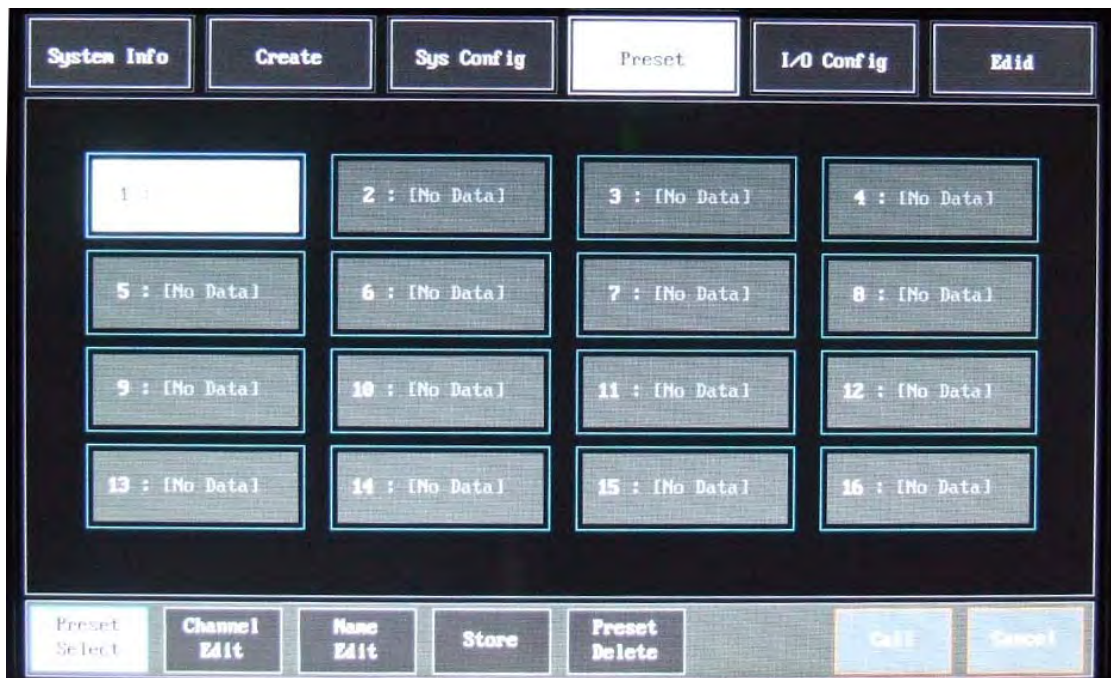 System Info
Create
Sys Config
Preset
I/O Config
Edid
1 :
2 : [No Data]
3 : [No Data]
4 : [No Data]
5 : [No Data]
6 : [No Data]
7 : [No Data]
8 : [No Data]
9 : [No Data]
10 : [No Data]
11 : [No Data]
12 : [No Data]
13 : [No Data]
14 : [No Data]
15 : [No Data]
16 : [No Data]
Preset
Select
Channel
Edit
Name
Edit
Store
Preset
Delete
Call
Cancel